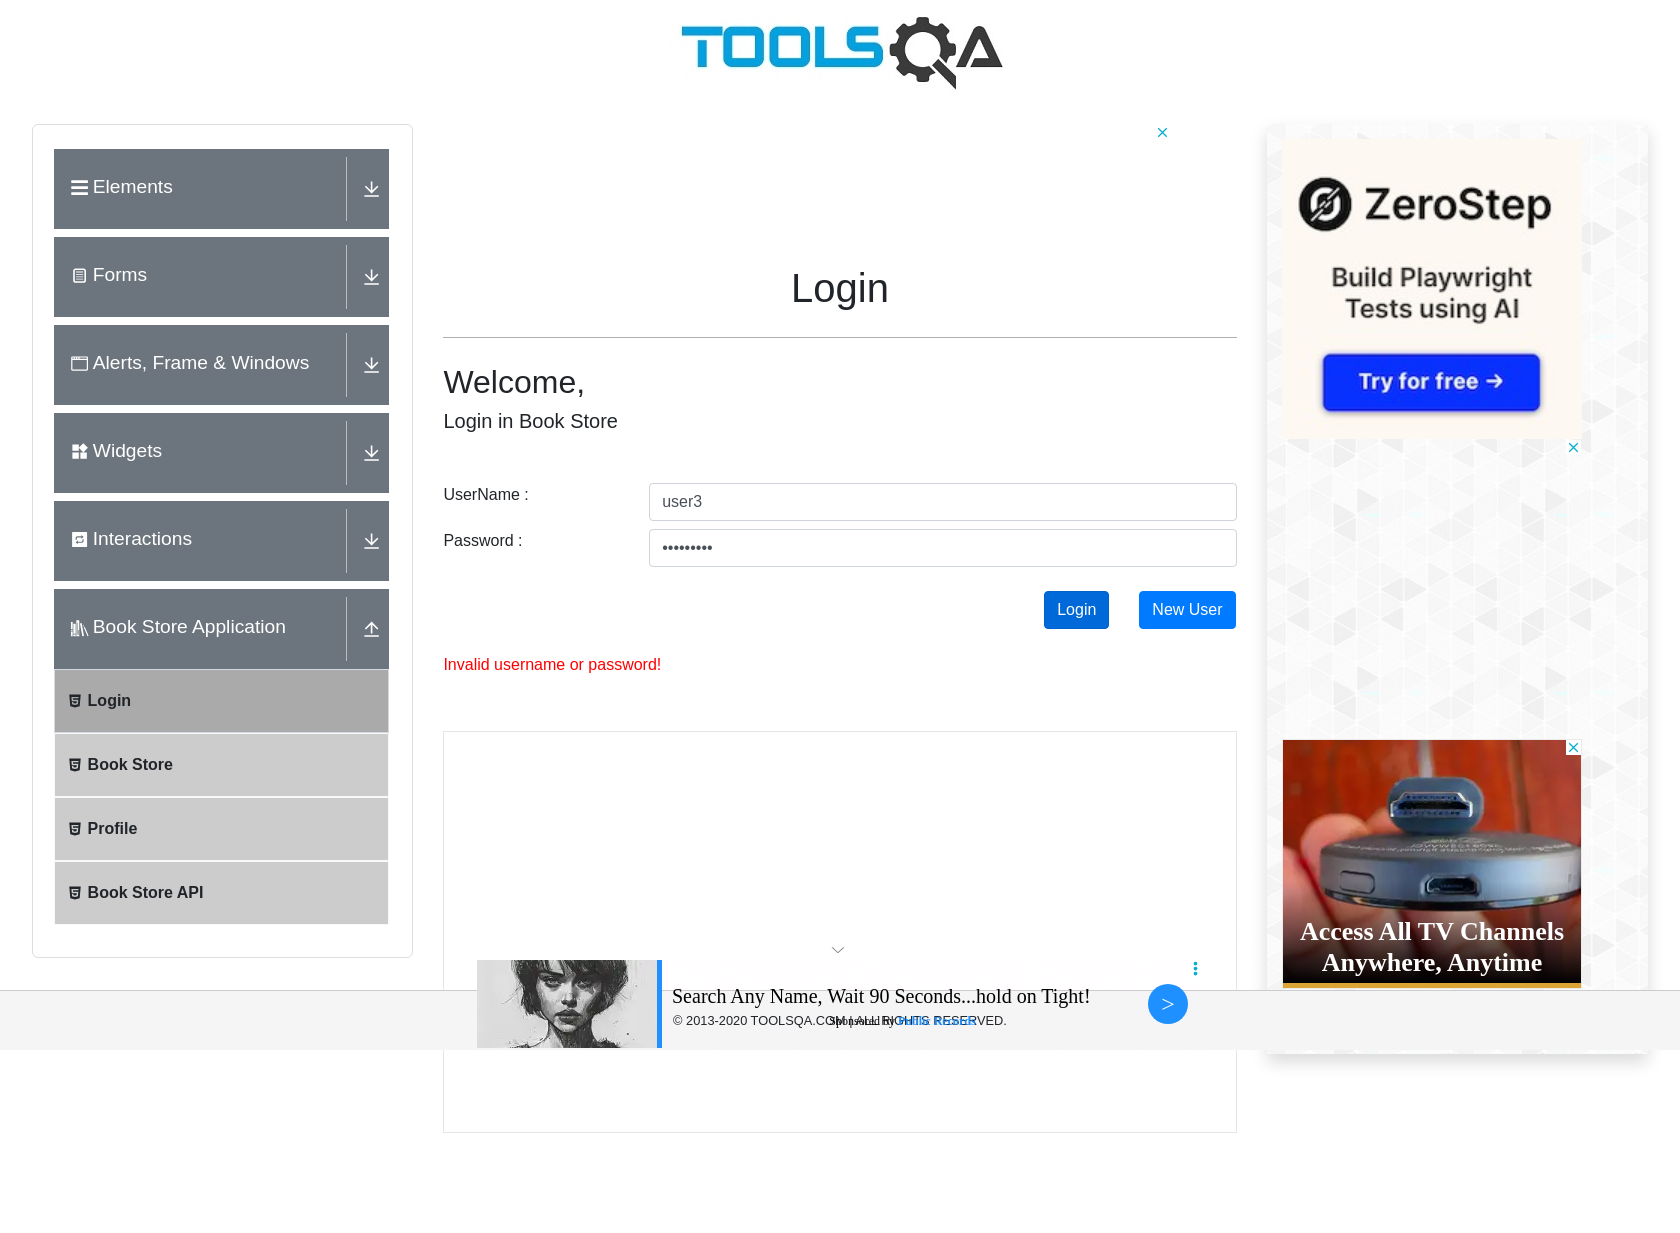 TOOLSQA
Elements
Forms
Alerts, Frame & Windows
Widgets
Interactions
Book Store Application
Login
Book Store
Profile
Book Store API
Login
Welcome,
Login in Book Store
UserName :
user3
Password :
•••••••••
Login
New User
Invalid username or password!
ZeroStep
Build Playwright
Tests using AI
Try for free →
Access All TV Channels
Anywhere, Anytime
Search Any Name, Wait 90 Seconds...hold on Tight!
>
© 2013-2020 TOOLSQA.COM | ALL RIGHTS RESERVED.